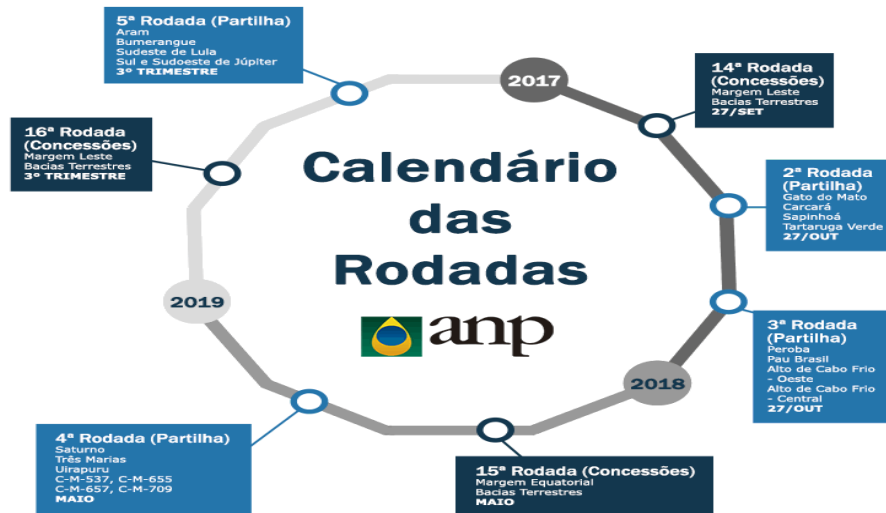 Calendário
das
Rodadas
anp
2017
14ª Rodada
(Concessões)
Margem Leste
Bacias Terrestres
27/SET
2ª Rodada
(Partilha)
Gato do Mato
Carcará
Sapinhoá
Tartaruga Verde
27/OUT
3ª Rodada
(Partilha)
Peroba
Pau Brasil
Alto de Cabo Frio
- Oeste
Alto de Cabo Frio
- Central
27/OUT
2018
15ª Rodada (Concessões)
Margem Equatorial
Bacias Terrestres
MAIO
4ª Rodada (Partilha)
Saturno
Três Marias
Uirapuru
C-M-537, C-M-655
C-M-657, C-M-709
MAIO
2019
16ª Rodada
(Concessões)
Margem Leste
Bacias Terrestres
3º TRIMESTRE
5ª Rodada (Partilha)
Aram
Bumerangue
Sudeste de Lula
Sul e Sudoeste de Júpiter
3º TRIMESTRE